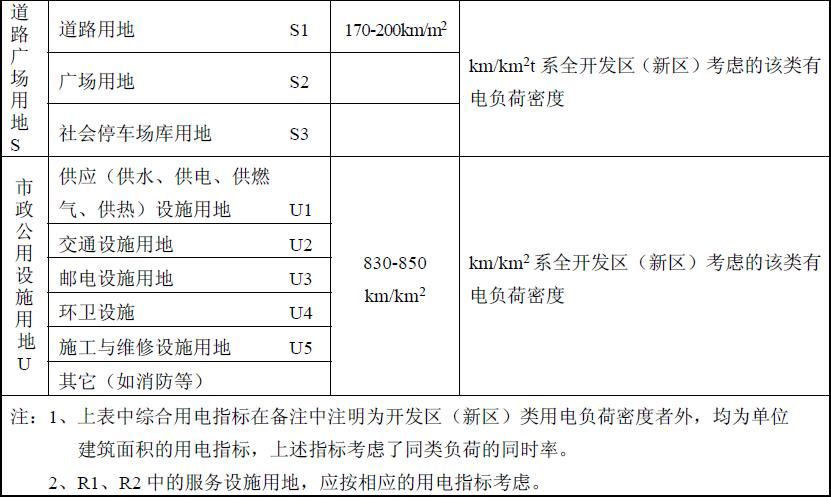 道路广场用地S
道路用地 S1 170-200km/m²
km/km²t 系全开发区（新区）考虑的该类有
电负荷密度
广场用地 S2
社会停车场库用地 S3
市政公用设施用地U
供应（供水、供电、供燃
气、供热）设施用地 U1
交通设施用地 U2
邮电设施用地 U3
环卫设施 U4
施工与维修设施用地 U5
其它（如消防等）
830-850
km/km²
km/km² 系全开发区（新区）考虑的该类有
电负荷密度
注：1、上表中综合用电指标在备注中注明为开发区（新区）类用电负荷密度者外，均为单位
建筑面积的用电指标，上述指标考虑了同类负荷的同时率。
2、R1、R2 中的服务设施用地，应按相应的用电指标考虑。